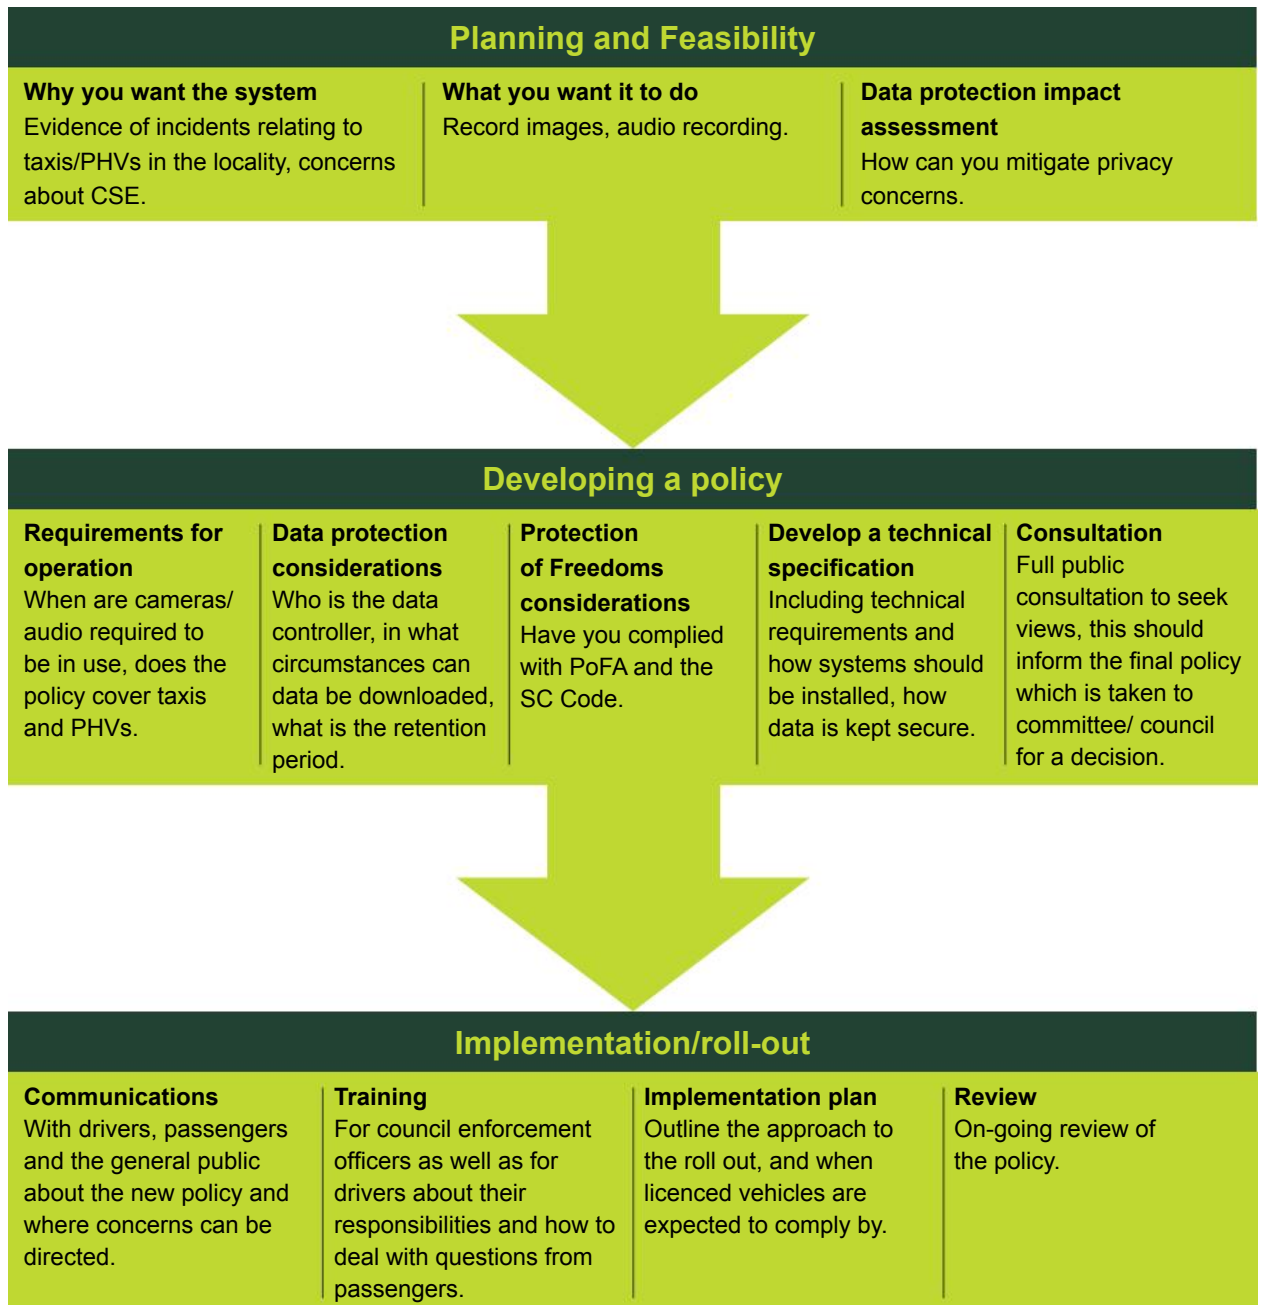 Planning and Feasibility
Why you want the system
Evidence of incidents relating to
taxis/PHVs in the locality, concerns
about CSE.
What you want it to do
Record images, audio recording.
Data protection impact
assessment
How can you mitigate privacy
concerns.
Developing a policy
Requirements for
operation
When are cameras/
audio required to
be in use, does the
policy cover taxis
and PHVs.
Data protection
considerations
Who is the data
controller, in what
circumstances can
data be downloaded,
what is the retention
period.
Protection
of Freedoms
considerations
Have you complied
with PoFA and the
SC Code.
Develop a technical
specification
Including technical
requirements and
how systems should
be installed, how
data is kept secure.
Consultation
Full public
consultation to seek
views, this should
inform the final policy
which is taken to
committee/ council
for a decision.
Implementation/roll-out
Communications
With drivers, passengers
and the general public
about the new policy and
where concerns can be
directed.
Training
For council enforcement
officers as well as for
drivers about their
responsibilities and how to
deal with questions from
passengers.
Implementation plan
Outline the approach to
the roll out, and when
licenced vehicles are
expected to comply by.
Review
On-going review of
the policy.